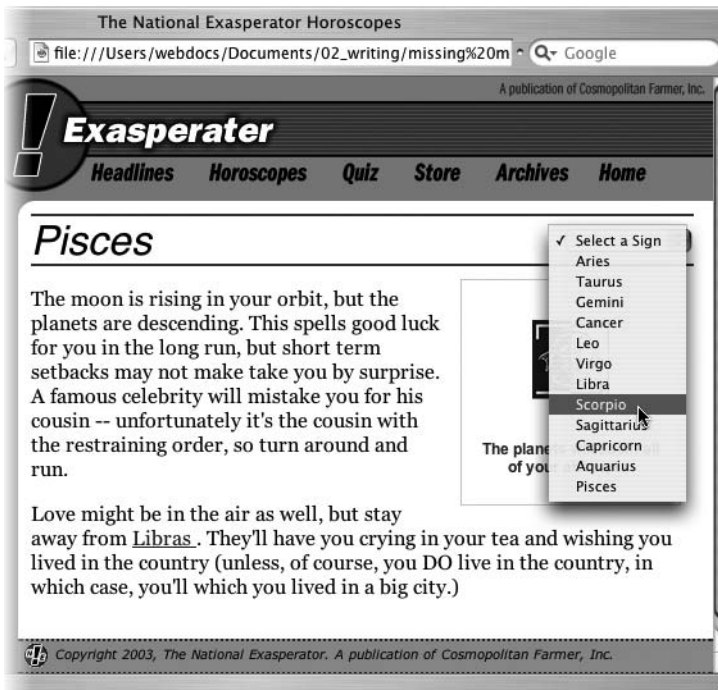 The National Exasperator Horoscopes
file:///Users/webdocs/Documents/02_writing/missing%20m
Google
A publication of Cosmopolitan Farmer, Inc.
Exasperater
Headlines Horoscopes Quiz Store Archives Home
Pisces
✓ Select a Sign
Aries
Taurus
Gemini
Cancer
Leo
Virgo
Libra
Scorpio
Sagittarius
Capricorn
Aquarius
Pisces
The moon is rising in your orbit, but the
planets are descending. This spells good luck
for you in the long run, but short term
setbacks may not make take you by surprise.
A famous celebrity will mistake you for his
cousin -- unfortunately it's the cousin with
the restraining order, so turn around and
run.
The
of your
Love might be in the air as well, but stay
away from Libras . They'll have you crying in your tea and wishing you
lived in the country (unless, of course, you DO live in the country, in
which case, you'll which you lived in a big city.)
Copyright 2003, The National Exasperator. A publication of Cosmopolitan Farmer, Inc.